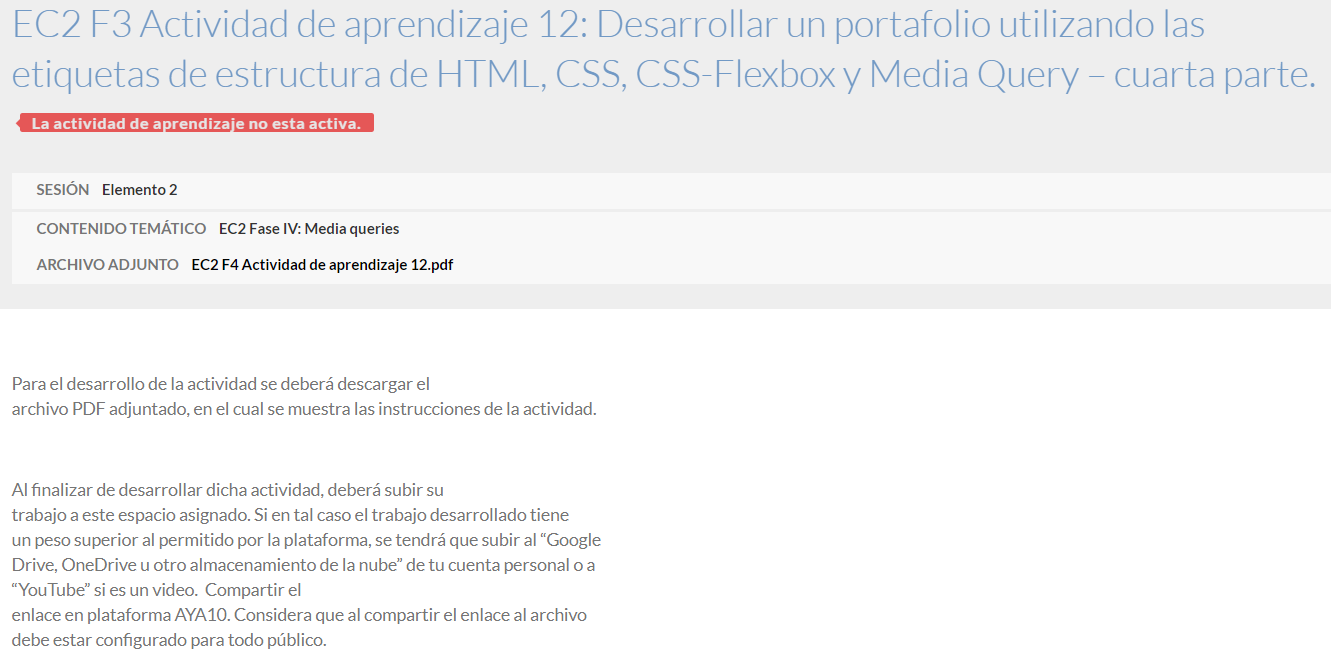 EC2 F3 Actividad de aprendizaje 12: Desarrollar un portafolio utilizando las
etiquetas de estructura de HTML, CSS, CSS-Flexbox y Media Query – cuarta parte.
La actividad de aprendizaje no esta activa.
SESIÓN Elemento 2
CONTENIDO TEMÁTICO EC2 Fase IV: Media queries
ARCHIVO ADJUNTO EC2 F4 Actividad de aprendizaje 12.pdf
Para el desarrollo de la actividad se deberá descargar el
archivo PDF adjuntado, en el cual se muestra las instrucciones de la actividad.
Al finalizar de desarrollar dicha actividad, deberá subir su
trabajo a este espacio asignado. Si en tal caso el trabajo desarrollado tiene
un peso superior al permitido por la plataforma, se tendrá que subir al “Google
Drive, OneDrive u otro almacenamiento de la nube” de tu cuenta personal o a
“YouTube” si es un video. Compartir el
enlace en plataforma AYA10. Considera que al compartir el enlace al archivo
debe estar configurado para todo público.